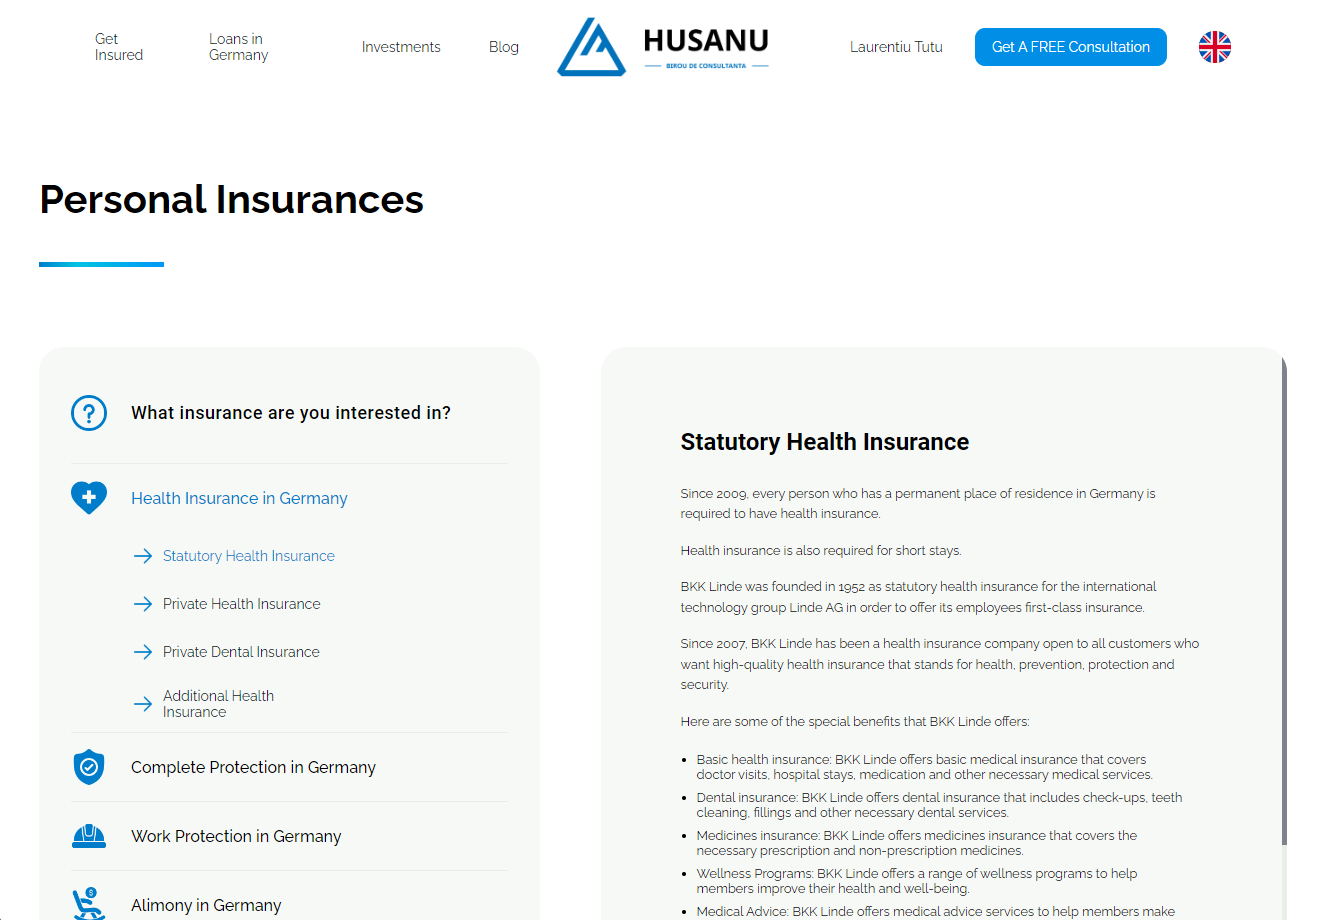 Get
Insured
Loans in
Germany
Investments
Blog
HUSANU
BIROU DE CONSULTANTA
Laurentiu Tutu
Get A FREE Consultation
Personal Insurances
What insurance are you interested in?
Health Insurance in Germany
Statutory Health Insurance
Private Health Insurance
Private Dental Insurance
Additional Health
Insurance
Complete Protection in Germany
Work Protection in Germany
Alimony in Germany
Statutory Health Insurance
Since 2009, every person who has a permanent place of residence in Germany is
required to have health insurance.
Health insurance is also required for short stays.
BKK Linde was founded in 1952 as statutory health insurance for the international
technology group Linde AG in order to offer its employees first-class insurance.
Since 2007, BKK Linde has been a health insurance company open to all customers who
want high-quality health insurance that stands for health, prevention, protection and
security.
Here are some of the special benefits that BKK Linde offers:
Basic health insurance: BKK Linde offers basic medical insurance that covers
doctor visits, hospital stays, medication and other necessary medical services.
Dental insurance: BKK Linde offers dental insurance that includes check-ups, teeth
cleaning, fillings and other necessary dental services.
Medicines insurance: BKK Linde offers medicines insurance that covers the
necessary prescription and non-prescription medicines.
Wellness Programs: BKK Linde offers a range of wellness programs to help
members improve their health and well-being.
Medical Advice: BKK Linde offers medical advice services to help members make